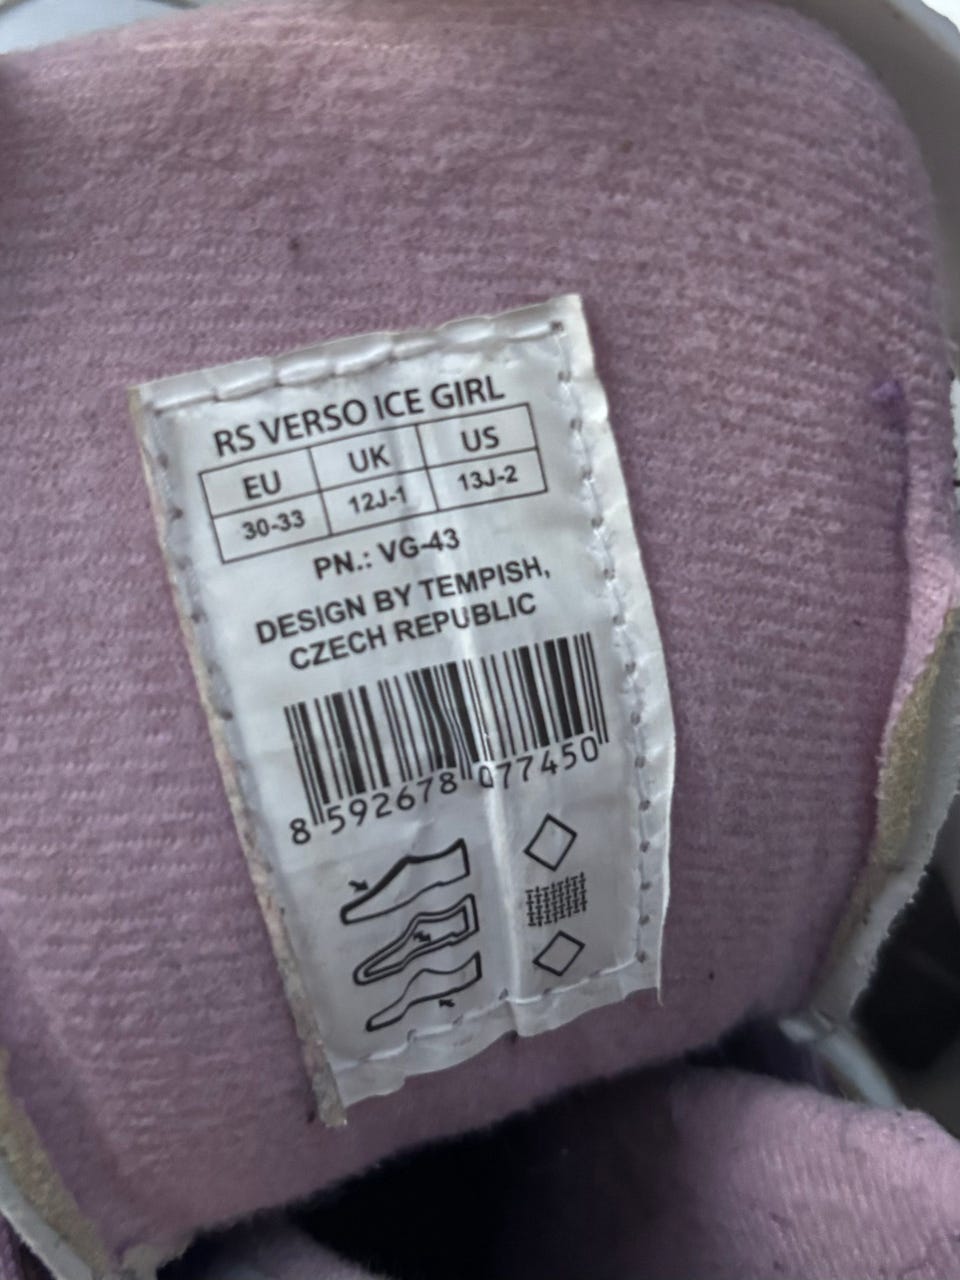 RS VERSO ICE GIRL
EU UK US
30-33 12J-1 13J-2
PN.: VG-43
DESIGN BY TEMPISH,
CZECH REPUBLIC
8 592678 077450